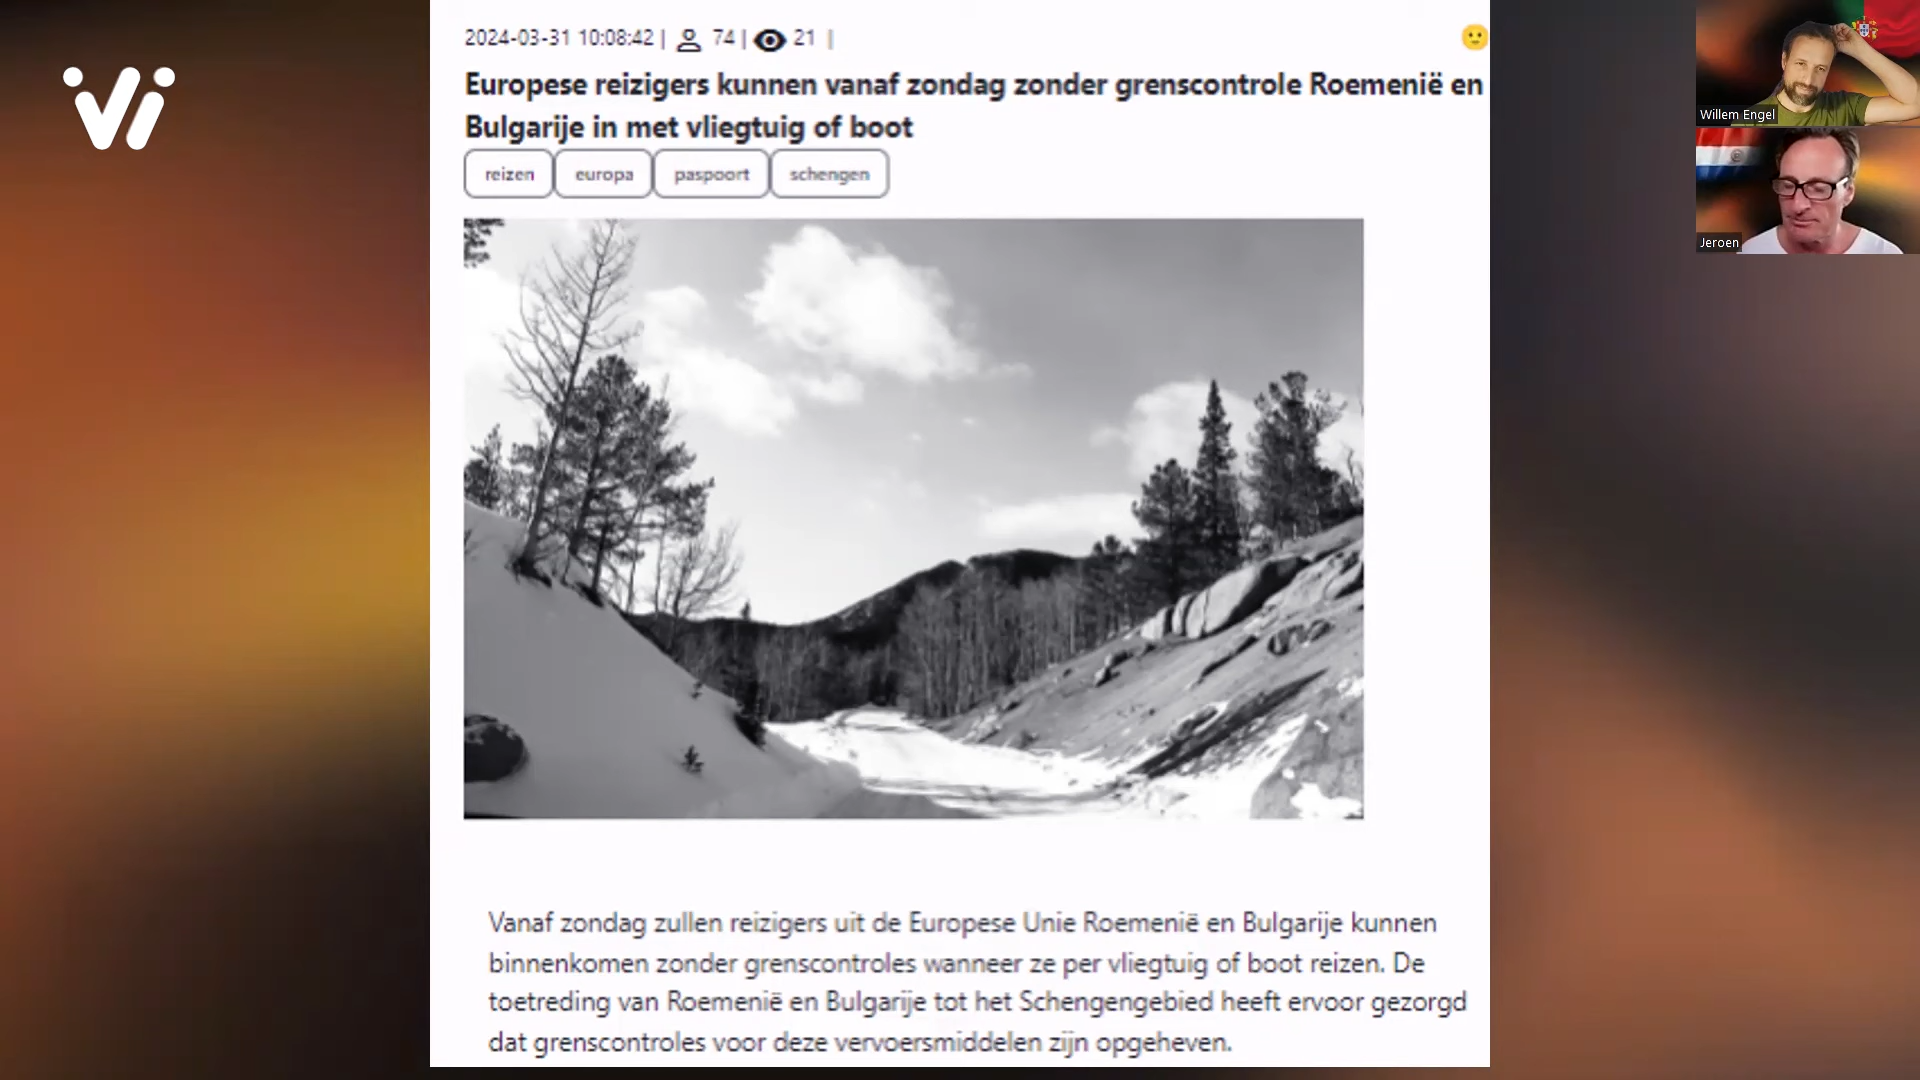 2024-03-31 10:08:42 | 74 | 21 |
Europese reizigers kunnen vanaf zondag zonder grenscontrole Roemenië en
Bulgarije in met vliegtuig of boot
reizen europa paspoort schengen
Vanaf zondag zullen reizigers uit de Europese Unie Roemenië en Bulgarije kunnen
binnenkomen zonder grenscontroles wanneer ze per vliegtuig of boot reizen. De
toetreding van Roemenië en Bulgarije tot het Schengengebied heeft ervoor gezorgd
dat grenscontroles voor deze vervoersmiddelen zijn opgeheven.
Willem Engel
Jeroen